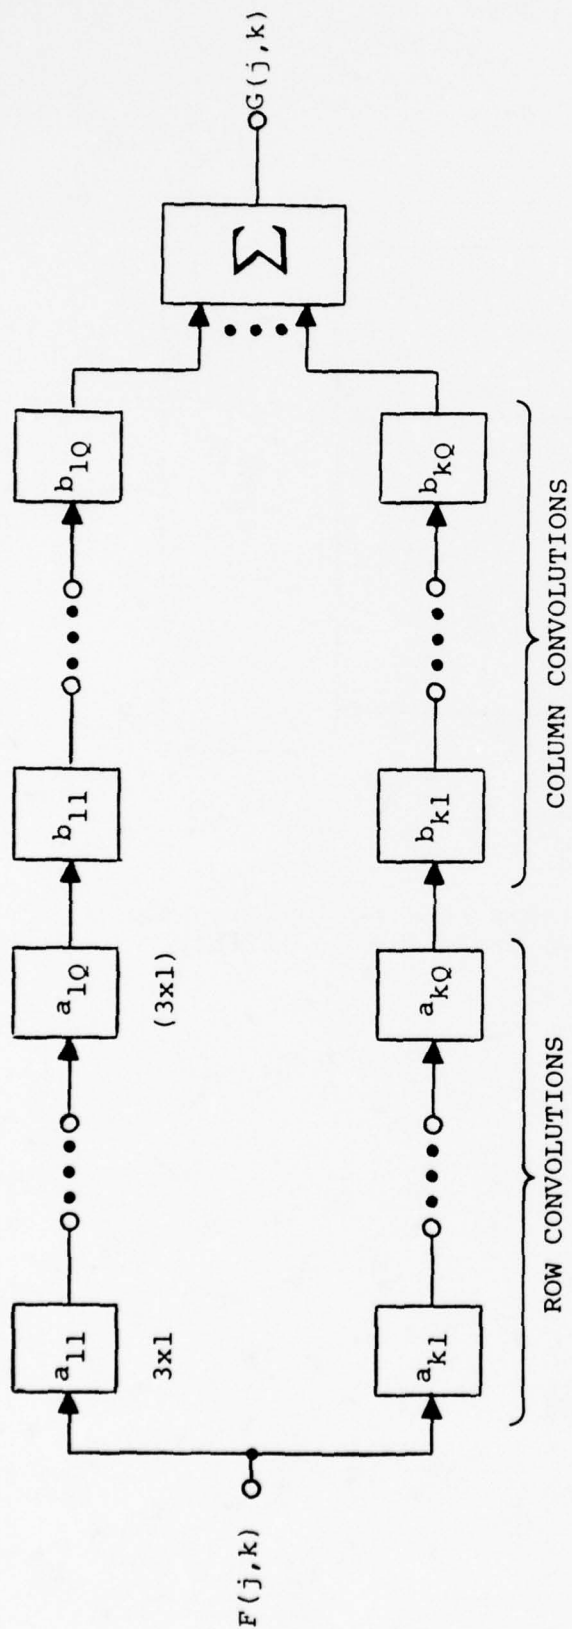 F(j,k)
a11
3x1
a1Q
(3x1)
b11
b1Q
Σ
G(j,k)
ak1
akQ
bk1
bkQ
ROW CONVOLUTIONS
COLUMN CONVOLUTIONS